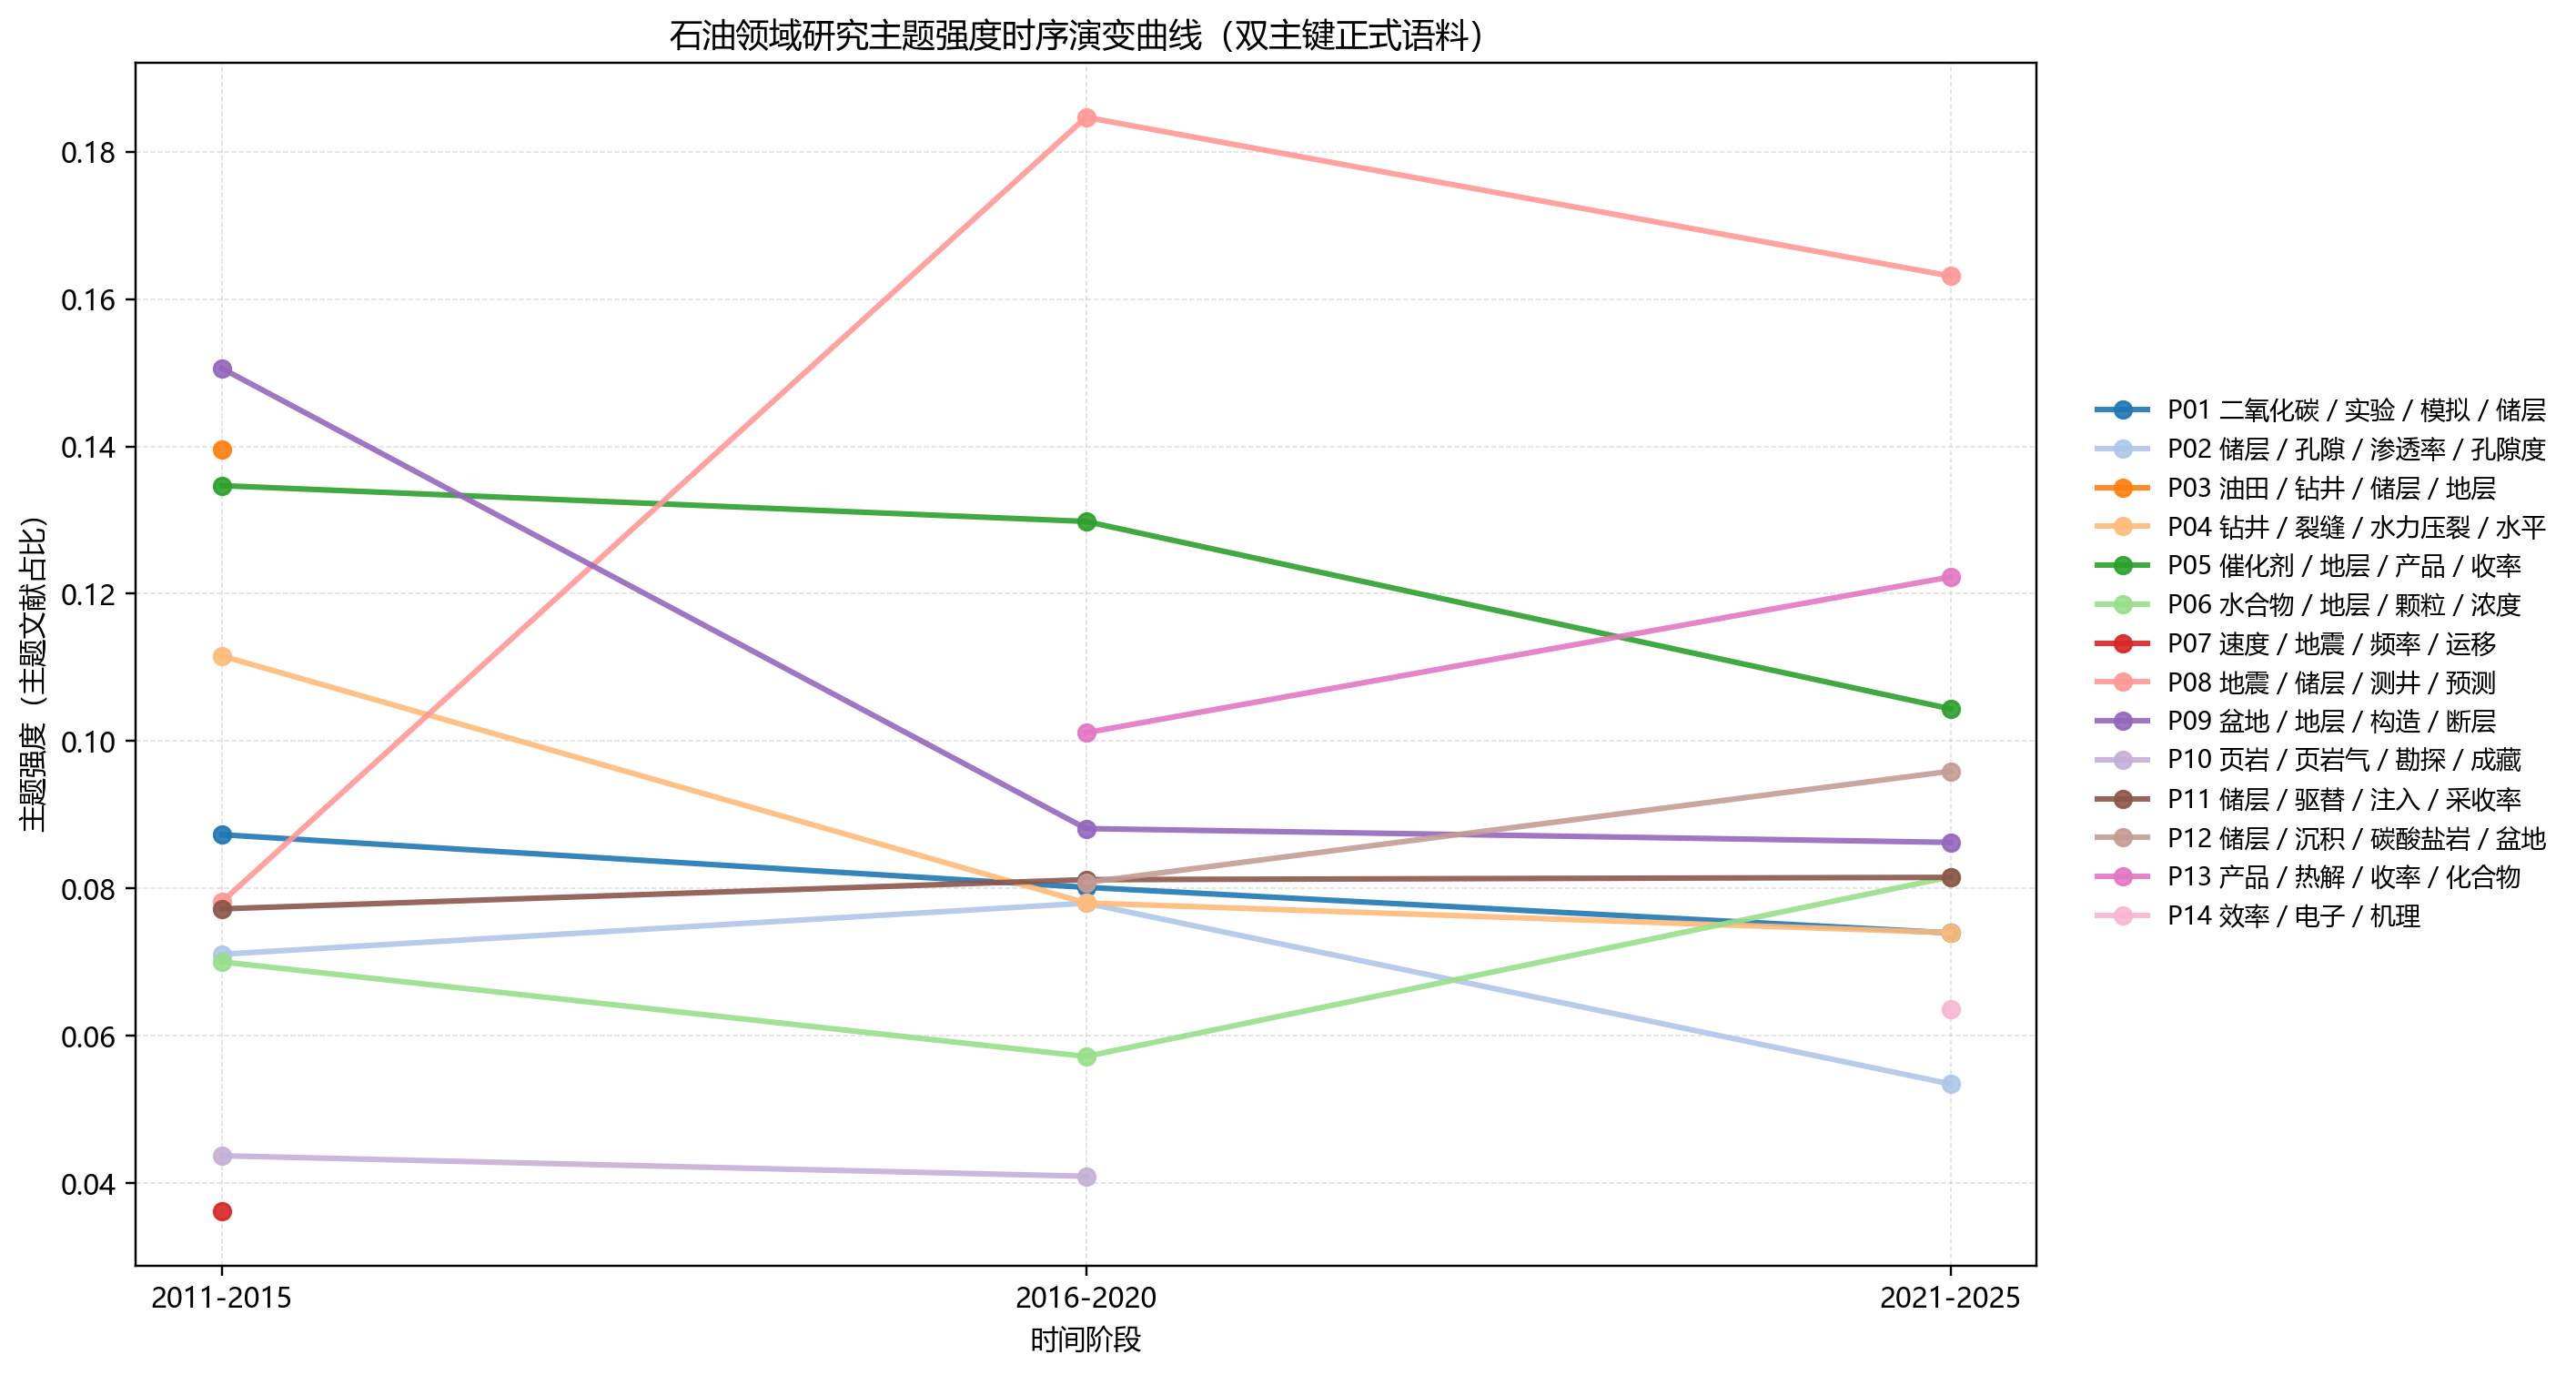 石油领域研究主题强度时序演变曲线（双主键正式语料）
主题强度（主题文献占比）
0.18
0.16
0.14
0.12
0.10
0.08
0.06
0.04
2011-2015
2016-2020
2021-2025
时间阶段
P01 二氧化碳 / 实验 / 模拟 / 储层
P02 储层 / 孔隙 / 渗透率 / 孔隙度
P03 油田 / 钻井 / 储层 / 地层
P04 钻井 / 裂缝 / 水力压裂 / 水平
P05 催化剂 / 地层 / 产品 / 收率
P06 水合物 / 地层 / 颗粒 / 浓度
P07 速度 / 地震 / 频率 / 运移
P08 地震 / 储层 / 测井 / 预测
P09 盆地 / 地层 / 构造 / 断层
P10 页岩 / 页岩气 / 勘探 / 成藏
P11 储层 / 驱替 / 注入 / 采收率
P12 储层 / 沉积 / 碳酸盐岩 / 盆地
P13 产品 / 热解 / 收率 / 化合物
P14 效率 / 电子 / 机理